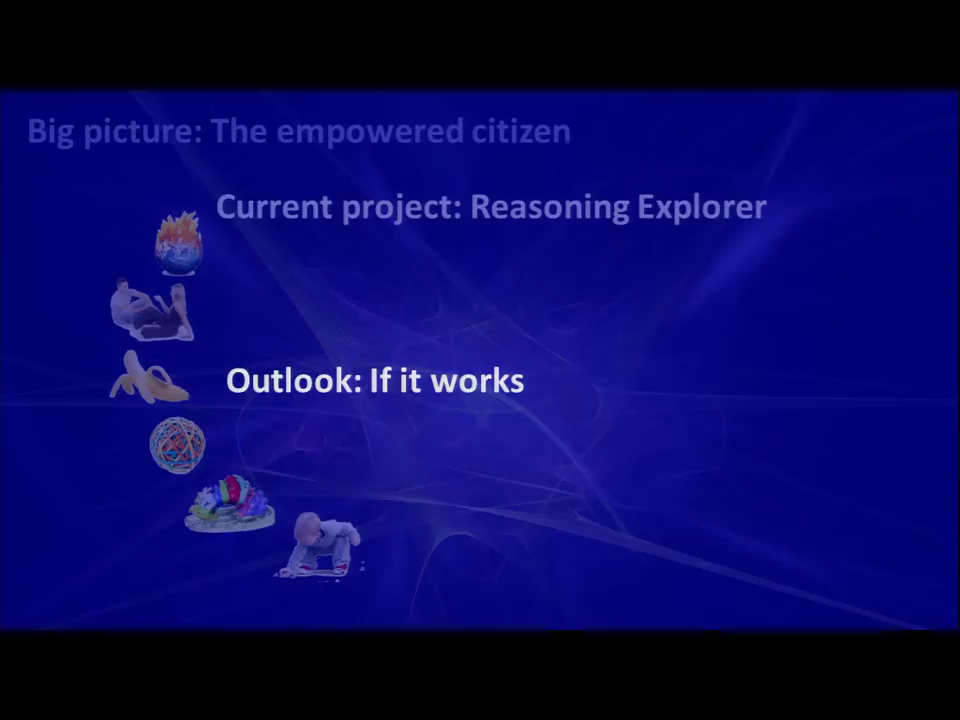 Big picture: The empowered citizen
Current project: Reasoning Explorer
Outlook: If it works